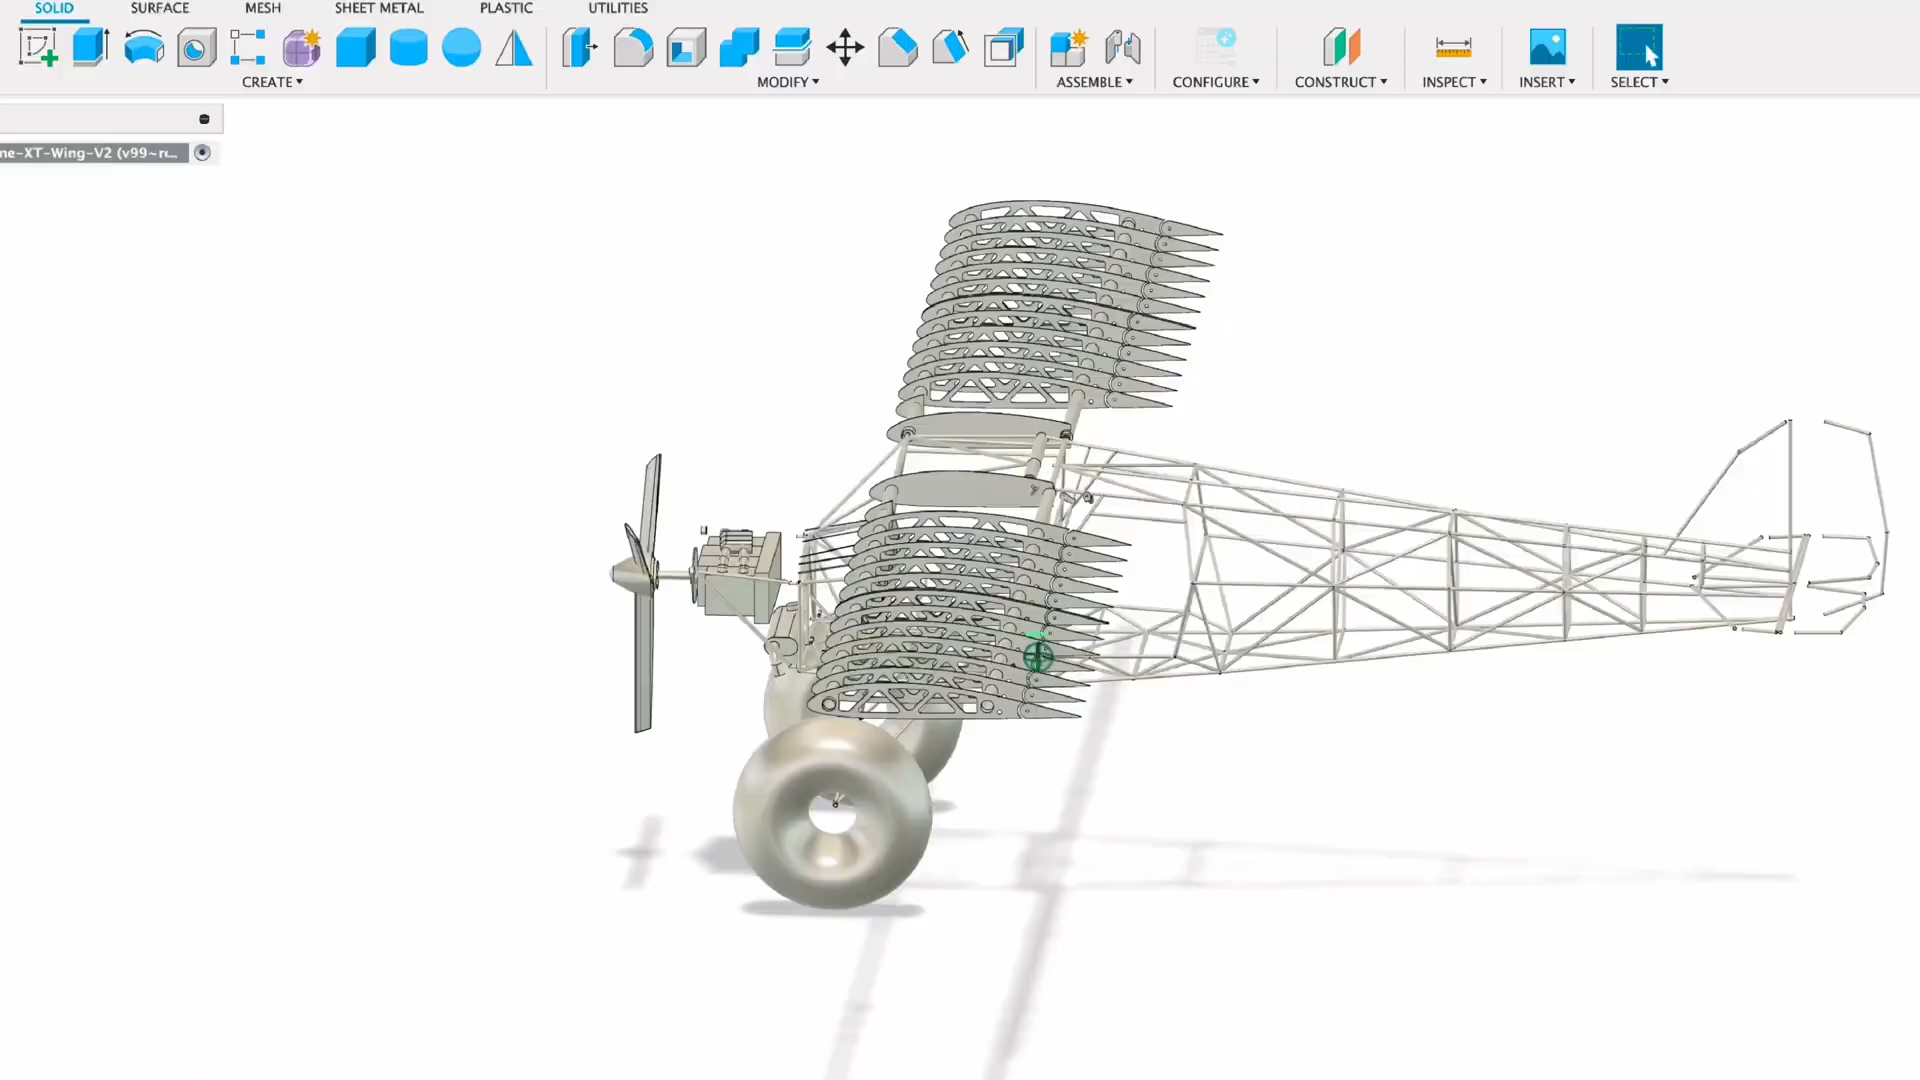 SOLID SURFACE MESH SHEET METAL PLASTIC UTILITIES
CREATE MODIFY ASSEMBLE CONFIGURE CONSTRUCT INSPECT INSERT SELECT
ne-XT-Wing-V2 (v99~r...